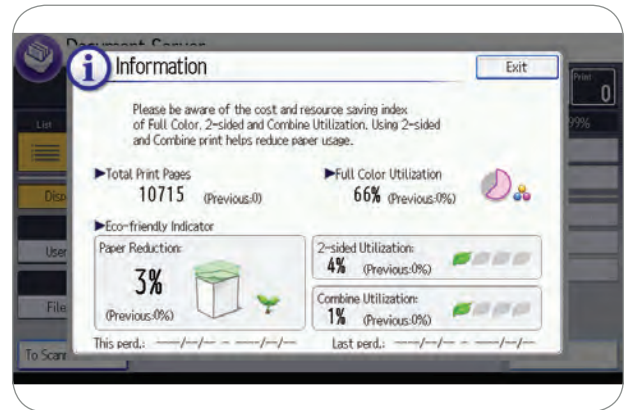 Document Server
Information
Exit
Print
0
Please be aware of the cost and resource saving index
of Full Color, 2-sided and Combine Utilization. Using 2-sided
and Combine print helps reduce paper usage.
List
99%
►Total Print Pages
10715 (Previous:0)
►Full Color Utilization
66% (Previous:0%)
►Eco-friendly Indicator
Paper Reduction:
3%
(Previous:0%)
2-sided Utilization:
4% (Previous:0%)
Combine Utilization:
1% (Previous:0%)
User
File
This perd.: ----/--/-- - ----/--/--
Last perd.: ----/--/-- - ----/--/--